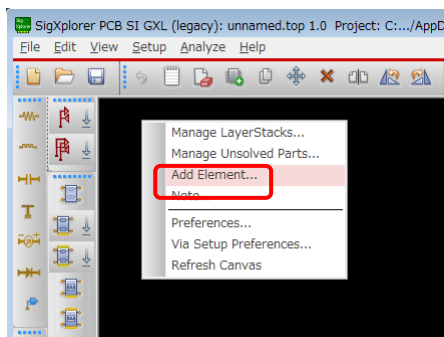 SigXplorer PCB SI GXL (legacy): unnamed.top 1.0 Project: C:.../AppD
File Edit View Setup Analyze Help
Manage LayerStacks...
Manage Unsolved Parts...
Add Element...
Note...
Preferences...
Via Setup Preferences...
Refresh Canvas